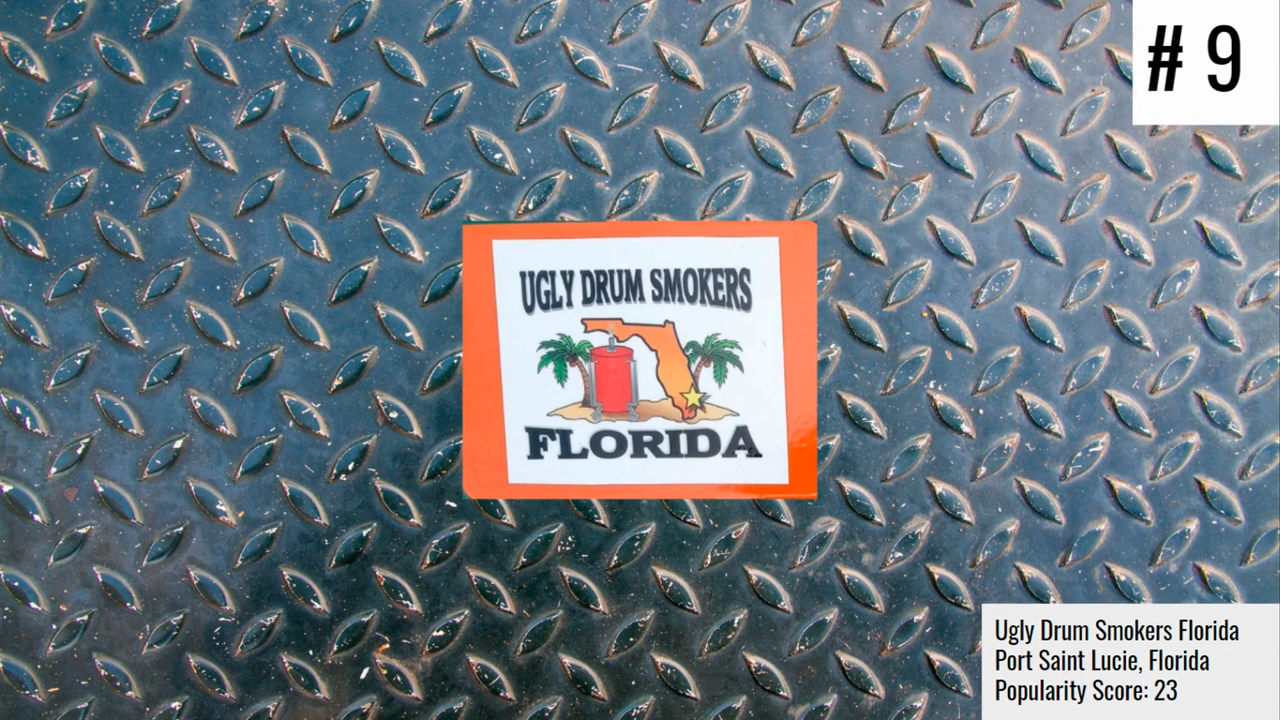 # 9
UGLY DRUM SMOKERS
FLORIDA
Ugly Drum Smokers Florida
Port Saint Lucie, Florida
Popularity Score: 23